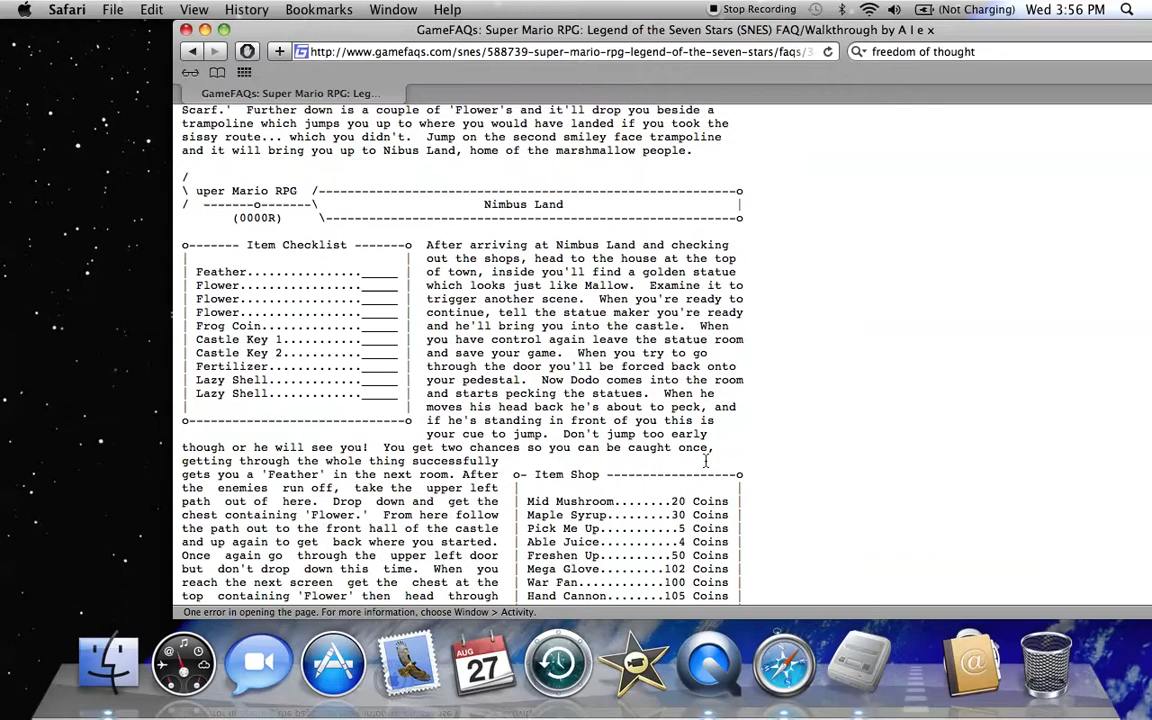 Safari File Edit View History Bookmarks Window Help Stop Recording (Not Charging) Wed 3:56 PM
GameFAQs: Super Mario RPG: Legend of the Seven Stars (SNES) FAQ/Walkthrough by A l e x
http://www.gamefaqs.com/snes/588739-super-mario-rpg-legend-of-the-seven-stars/faqs/3 freedom of thought
GameFAQs: Super Mario RPG: Leg...
Scarf.' Further down is a couple of 'Flower's and it'll drop you beside a
trampoline which jumps you up to where you would have landed if you took the
sissy route... which you didn't. Jump on the second smiley face trampoline
and it will bring you up to Nibus Land, home of the marshmallow people.
/
\ uper Mario RPG /----------------------------------------------------------o
/ -------o-------\ Nimbus Land |
(0000R) \----------------------------------------------------------o
o------- Item Checklist -------o After arriving at Nimbus Land and checking
| | out the shops, head to the house at the top
| Feather................_____ | of town, inside you'll find a golden statue
| Flower................._____ | which looks just like Mallow. Examine it to
| Flower................._____ | trigger another scene. When you're ready to
| Flower................._____ | continue, tell the statue maker you're ready
| Frog Coin.............._____ | and he'll bring you into the castle. When
| Castle Key 1..........._____ | you have control again leave the statue room
| Castle Key 2..........._____ | and save your game. When you try to go
| Fertilizer............._____ | through the door you'll be forced back onto
| Lazy Shell............._____ | your pedestal. Now Dodo comes into the room
| Lazy Shell............._____ | and starts pecking the statues. When he
| | moves his head back he's about to peck, and
o------------------------------o if he's standing in front of you this is
your cue to jump. Don't jump too early
though or he will see you! You get two chances so you can be caught once,
getting through the whole thing successfully
gets you a 'Feather' in the next room. After o- Item Shop ------------------o
the enemies run off, take the upper left | |
path out of here. Drop down and get the | Mid Mushroom........20 Coins |
chest containing 'Flower.' From here follow | Maple Syrup.........30 Coins |
the path out to the front hall of the castle | Pick Me Up...........5 Coins |
and up again to get back where you started. | Able Juice...........4 Coins |
Once again go through the upper left door | Freshen Up..........50 Coins |
but don't drop down this time. When you | Mega Glove.........102 Coins |
reach the next screen get the chest at the | War Fan............100 Coins |
top containing 'Flower' then head through | Hand Cannon........105 Coins |
One error in opening the page. For more information, choose Window > Activity.
AUG
27